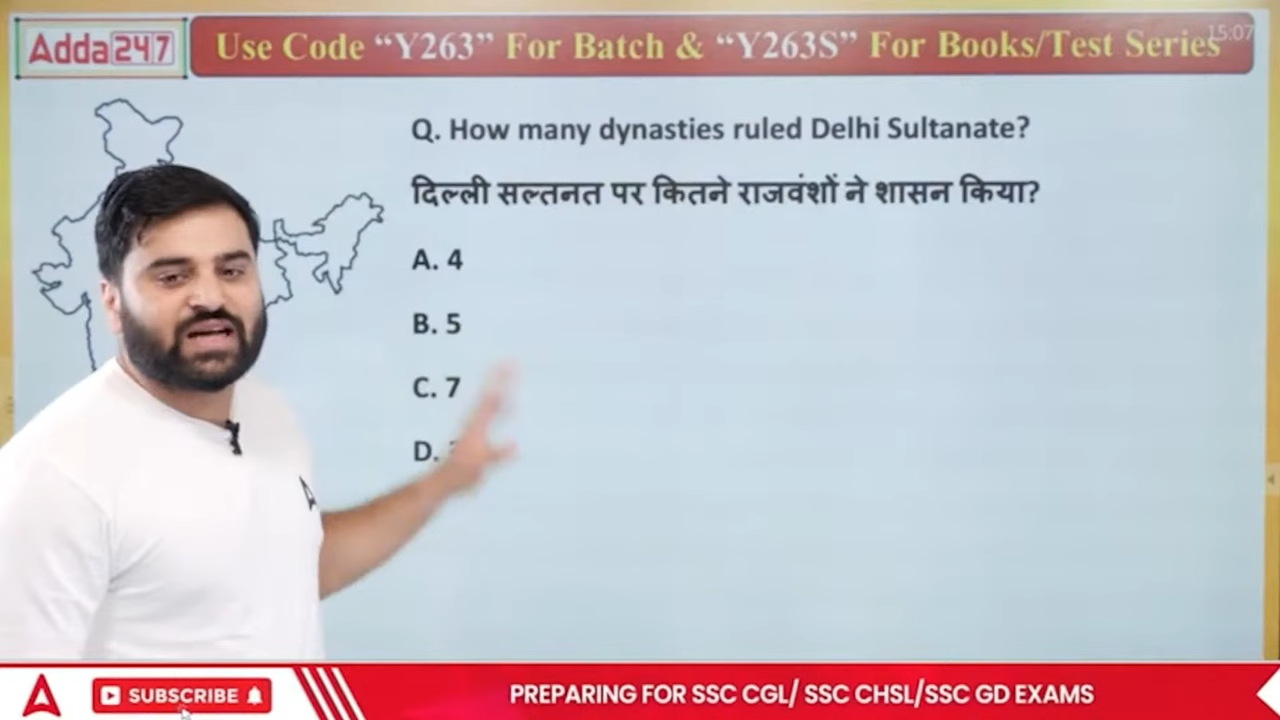 Adda247
Use Code “Y263” For Batch & “Y263S” For Books/Test Series
15:07
Q. How many dynasties ruled Delhi Sultanate?
दिल्ली सल्तनत पर कितने राजवंशों ने शासन किया?
A. 4
B. 5
C. 7
D.
SUBSCRIBE
PREPARING FOR SSC CGL/ SSC CHSL/SSC GD EXAMS